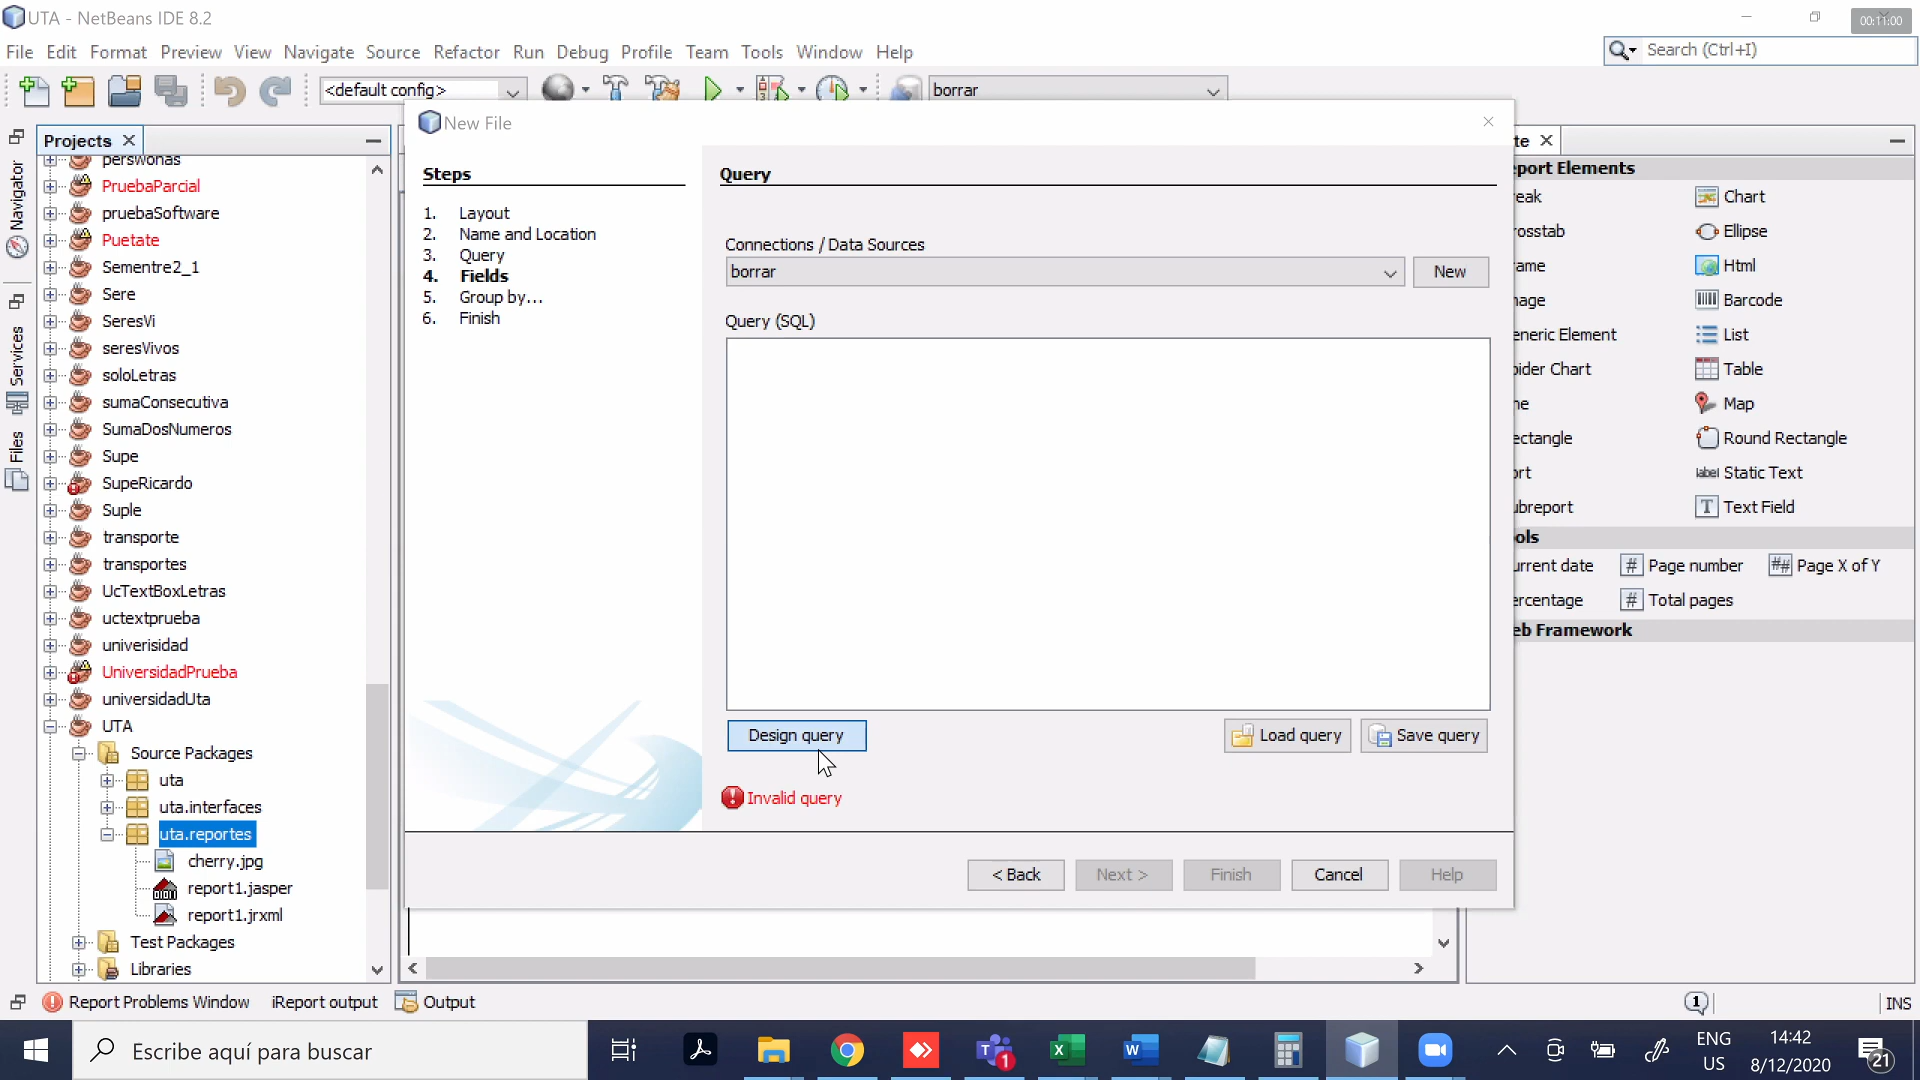 UTA - NetBeans IDE 8.2
00:11:00
File Edit Format Preview View Navigate Source Refactor Run Debug Profile Team Tools Window Help
Search (Ctrl+I)
<default config>
borrar
Projects
Navigator
Services
Files
perswonas
PruebaParcial
pruebaSoftware
Puetate
Sementre2_1
Sere
SeresVi
seresVivos
soloLetras
sumaConsecutiva
SumaDosNumeros
Supe
SupeRicardo
Suple
transporte
transportes
UcTextBoxLetras
uctextprueba
univerisidad
UniversidadPrueba
universidadUta
UTA
Source Packages
uta
uta.interfaces
uta.reportes
cherry.jpg
report1.jasper
report1.jrxml
Test Packages
Libraries
New File
Steps
1. Layout
2. Name and Location
3. Query
4. Fields
5. Group by...
6. Finish
Query
Connections / Data Sources
borrar
New
Query (SQL)
Design query
Load query
Save query
Invalid query
< Back
Next >
Finish
Cancel
Help
te
port Elements
eak Chart
osstab Ellipse
ame Html
nage Barcode
eneric Element List
ider Chart Table
ne Map
ectangle Round Rectangle
ort label Static Text
ubreport Text Field
ols
urrent date # Page number ## Page X of Y
ercentage # Total pages
eb Framework
Report Problems Window iReport output Output
1
INS
Escribe aquí para buscar
1
ENG
US
14:42
8/12/2020
21